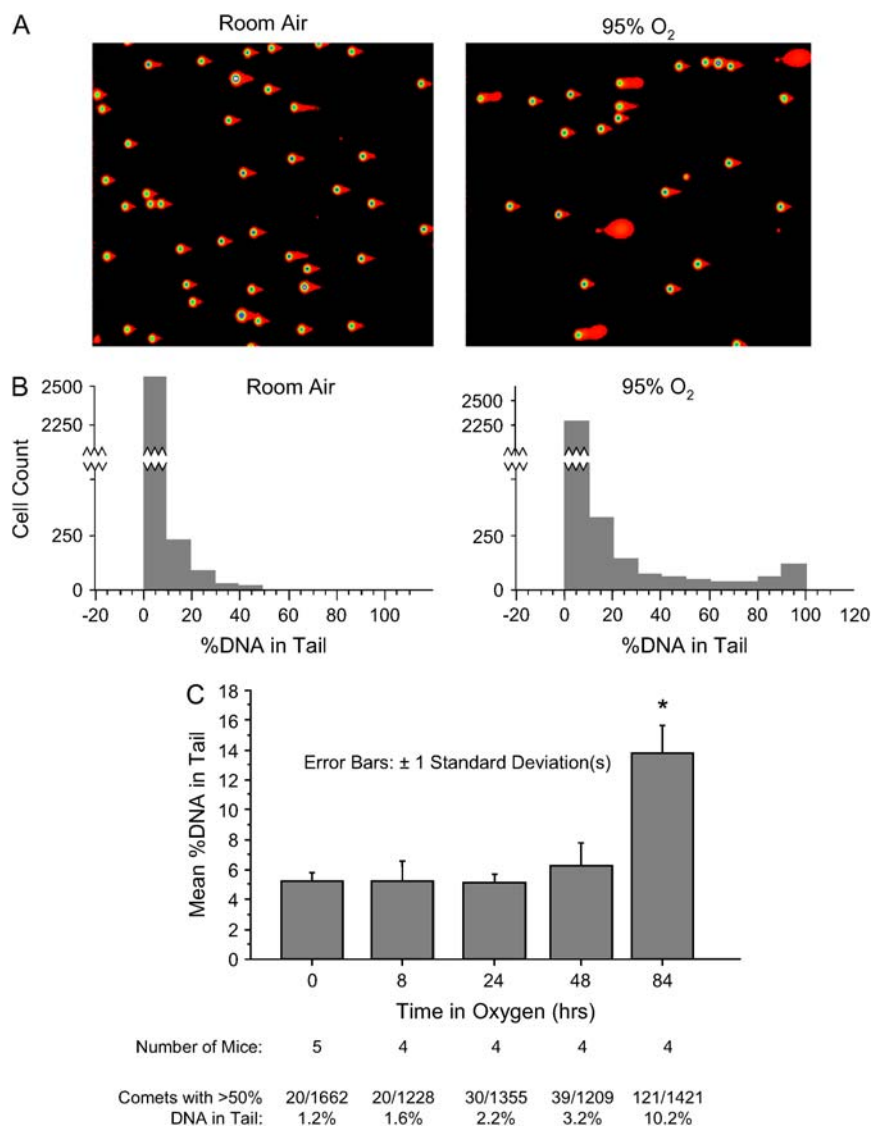 A
Room Air
95% O2
B
Room Air
95% O2
Cell Count
2500
2250
250
0
-20 0 20 40 60 80 100
%DNA in Tail
2500
2250
250
0
-20 0 20 40 60 80 100 120
%DNA in Tail
C
18
16
14
12
10
8
6
4
2
0
Mean %DNA in Tail
*
Error Bars: ± 1 Standard Deviation(s)
0 8 24 48 84
Time in Oxygen (hrs)
Number of Mice: 5 4 4 4 4
Comets with >50% 20/1662 20/1228 30/1355 39/1209 121/1421
DNA in Tail: 1.2% 1.6% 2.2% 3.2% 10.2%